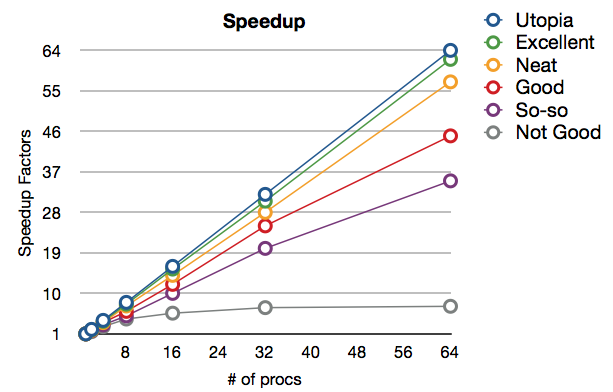 Speedup
Utopia
Excellent
Neat
Good
So-so
Not Good
Speedup Factors
64
55
46
37
28
19
10
1
8 16 24 32 40 48 56 64
# of procs